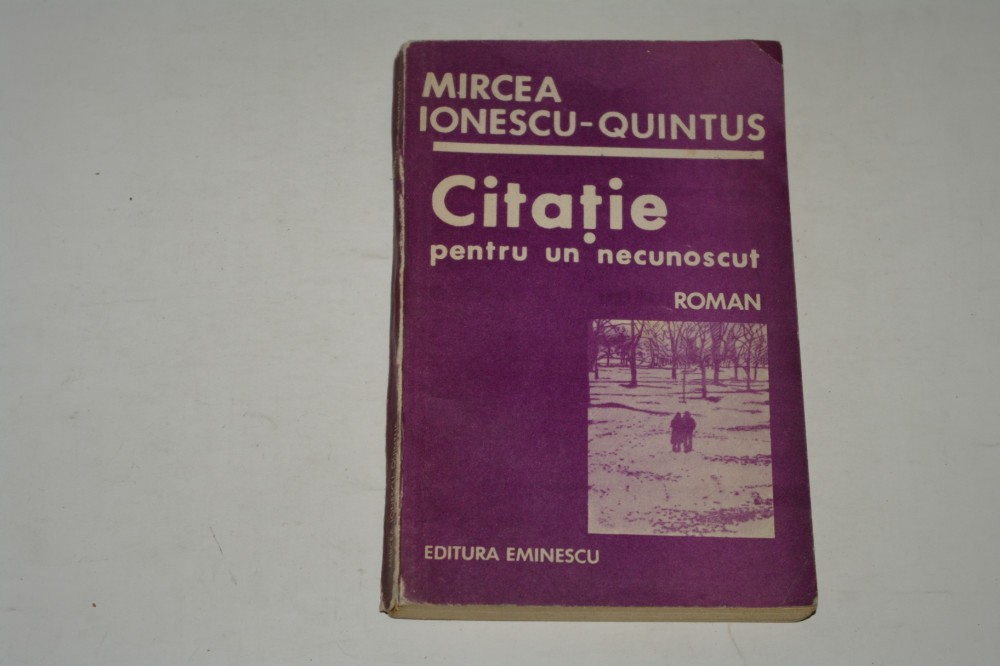 MIRCEA
IONESCU-QUINTUS
Citație
pentru un necunoscut
ROMAN
EDITURA EMINESCU